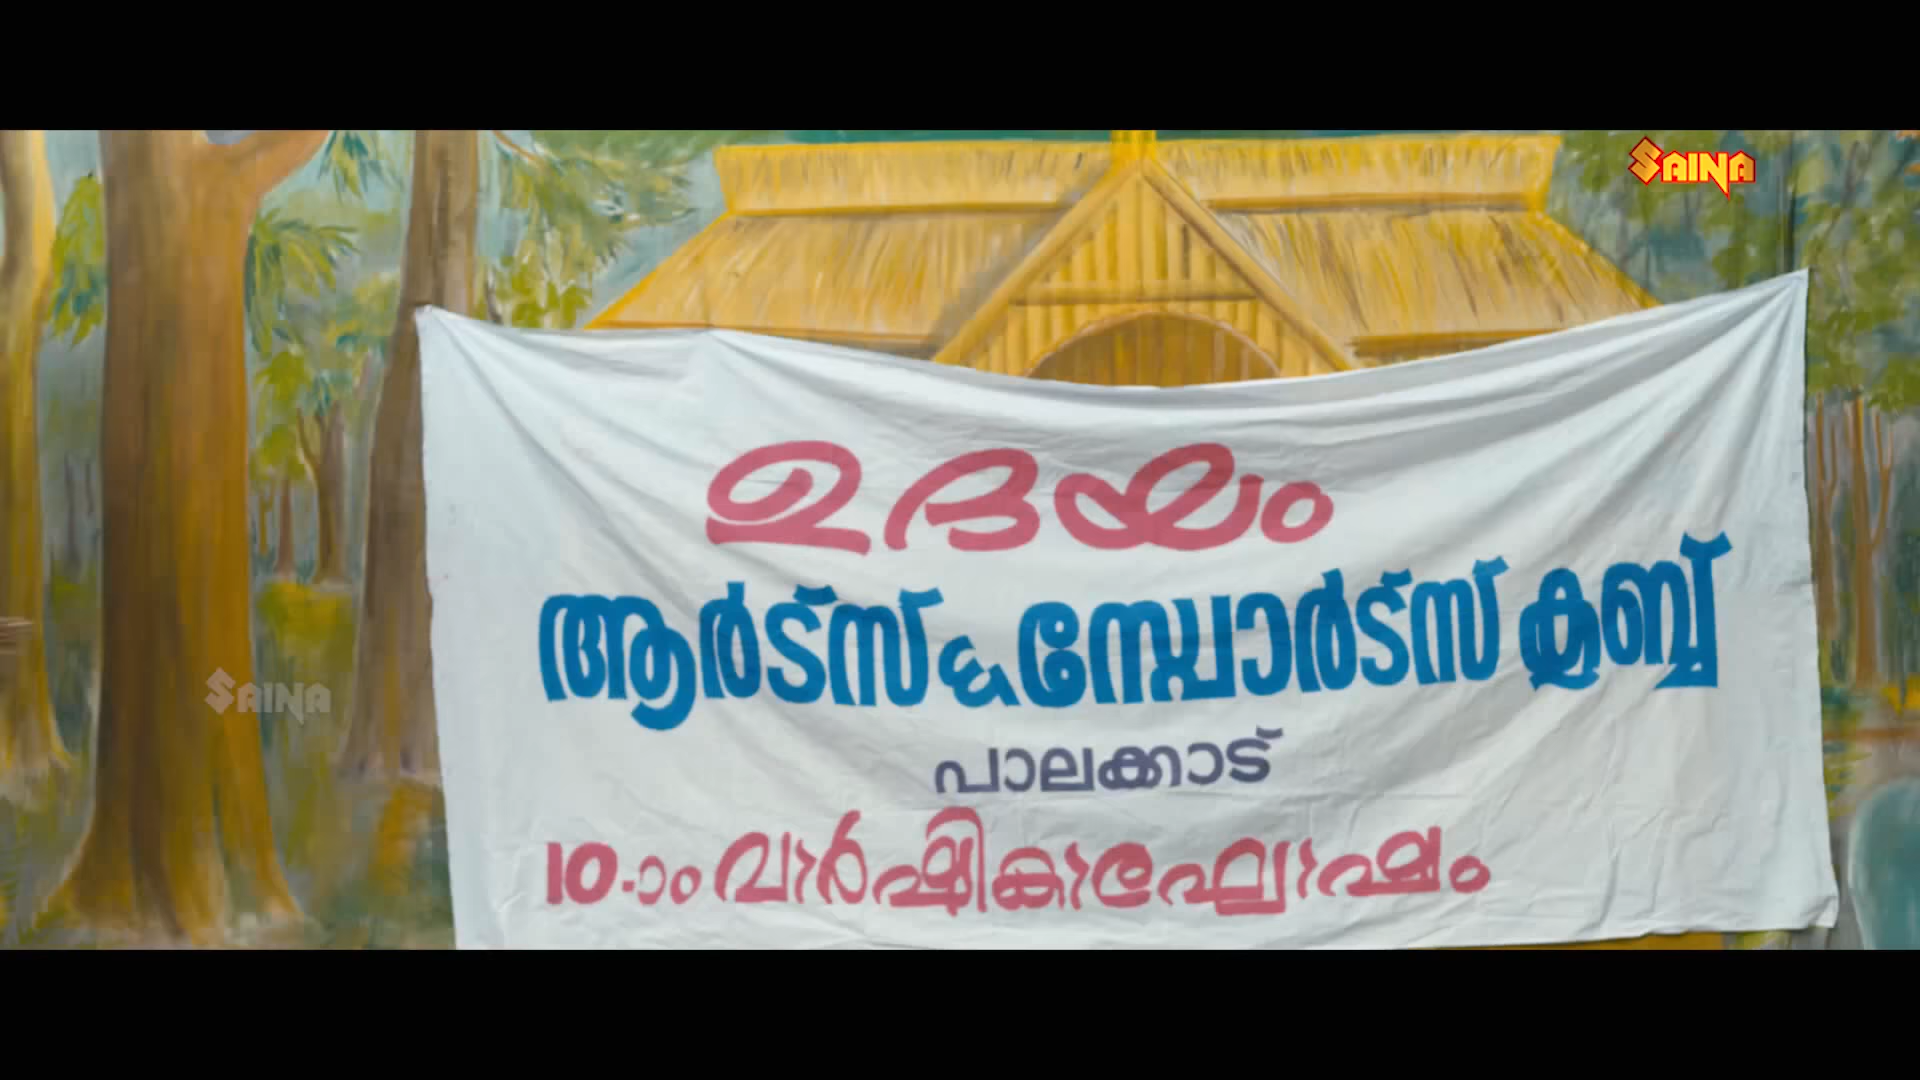 SAINA
ഉദയം
ആർട്സ് & സ്പോർട്സ് ക്ലബ്ബ്
പാലക്കാട്
10-ാം വാർഷികാഘോഷം
SAINA